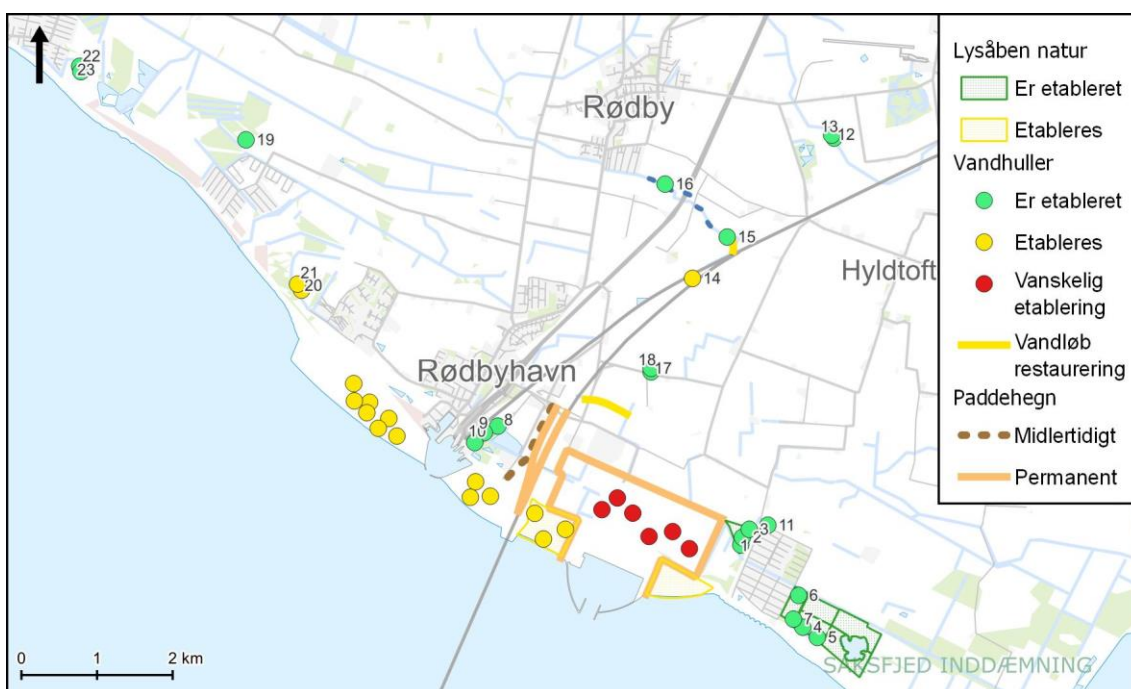 22
23
19
21
20
Rødby
16
15
14
13
12
Hyldtoft
18
17
Rødbyhavn
9
8
10
3
11
2
1
6
7
4
5
SAKSFJED INDDÆMNING
0 1 2 km
Lysåben natur
Er etableret
Etableres
Vandhuller
Er etableret
Etableres
Vanskelig
etablering
Vandløb
restaurering
Paddehegn
Midlertidigt
Permanent